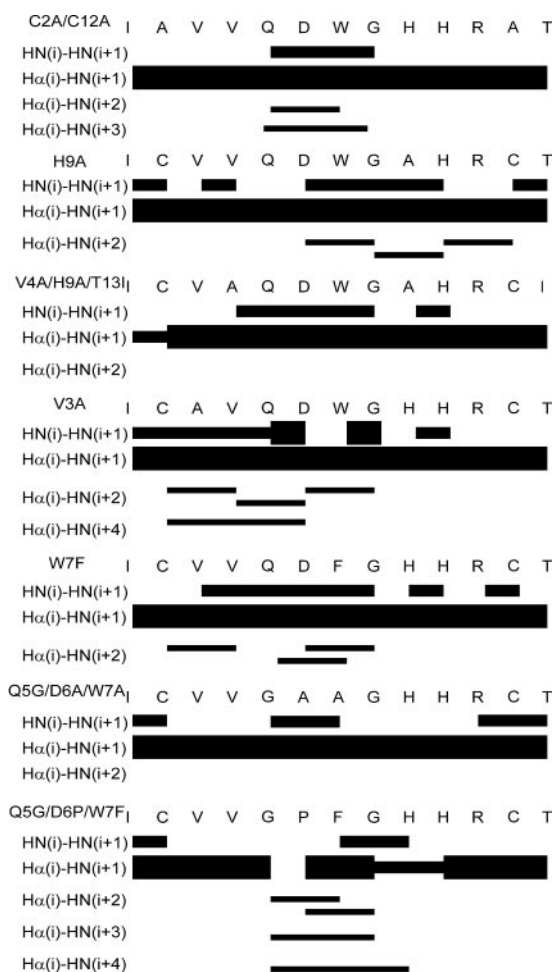 C2A/C12A I A V V Q D W G H H R A T
HN(i)-HN(i+1)
Hα(i)-HN(i+1)
Hα(i)-HN(i+2)
Hα(i)-HN(i+3)
H9A I C V V Q D W G A H R C T
HN(i)-HN(i+1)
Hα(i)-HN(i+1)
Hα(i)-HN(i+2)
V4A/H9A/T13I I C V A Q D W G A H R C I
HN(i)-HN(i+1)
Hα(i)-HN(i+1)
Hα(i)-HN(i+2)
V3A I C A V Q D W G H H R C T
HN(i)-HN(i+1)
Hα(i)-HN(i+1)
Hα(i)-HN(i+2)
Hα(i)-HN(i+4)
W7F I C V V Q D F G H H R C T
HN(i)-HN(i+1)
Hα(i)-HN(i+1)
Hα(i)-HN(i+2)
Q5G/D6A/W7A I C V V G A A G H H R C T
HN(i)-HN(i+1)
Hα(i)-HN(i+1)
Hα(i)-HN(i+2)
Q5G/D6P/W7F I C V V G P F G H H R C T
HN(i)-HN(i+1)
Hα(i)-HN(i+1)
Hα(i)-HN(i+2)
Hα(i)-HN(i+3)
Hα(i)-HN(i+4)